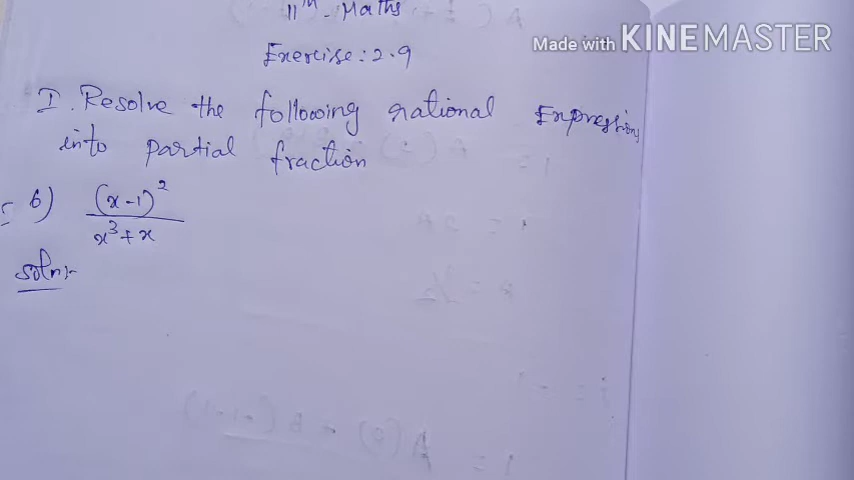 11th - Maths
Made with KINEMASTER
Exercise: 2.9
I. Resolve the following rational Expressions
into partial fraction
6) (x-1)²
x³+x
Soln:-